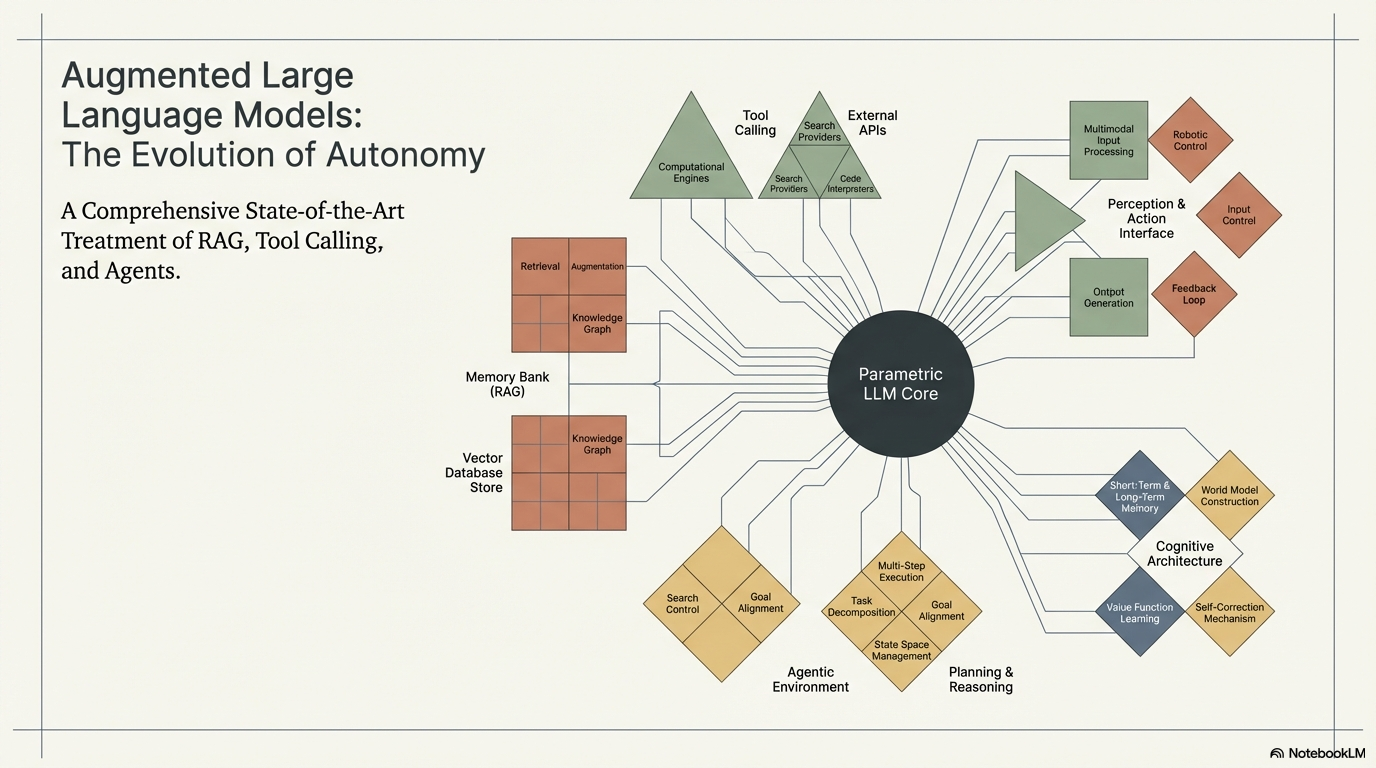 Augmented Large
Language Models:
The Evolution of Autonomy
A Comprehensive State-of-the-Art
Treatment of RAG, Tool Calling,
and Agents.
Computational
Engines
Tool
Calling
Search
Providers
Search
Providers
Cede
Interprsters
External
APIs
Multimodal
Input
Processing
Robotic
Control
Perception &
Action
Interface
Input
Contrel
Ontpot
Generation
Feedback
Loop
Retrieval
Augmentation
Knowledge
Graph
Memory Bank
(RAG)
Knowledge
Graph
Vector
Database
Store
Parametric
LLM Core
Search
Control
Goal
Alignment
Agentic
Environment
Multi-Step
Execution
Task
Decomposition
Goal
Alignment
State Space
Management
Planning &
Reasoning
Short:Term &
Long-Term
Memory
World Model
Construction
Cognitive
Architecture
Value Function
Learning
Self-Correction
Mechanism
NotebookLM